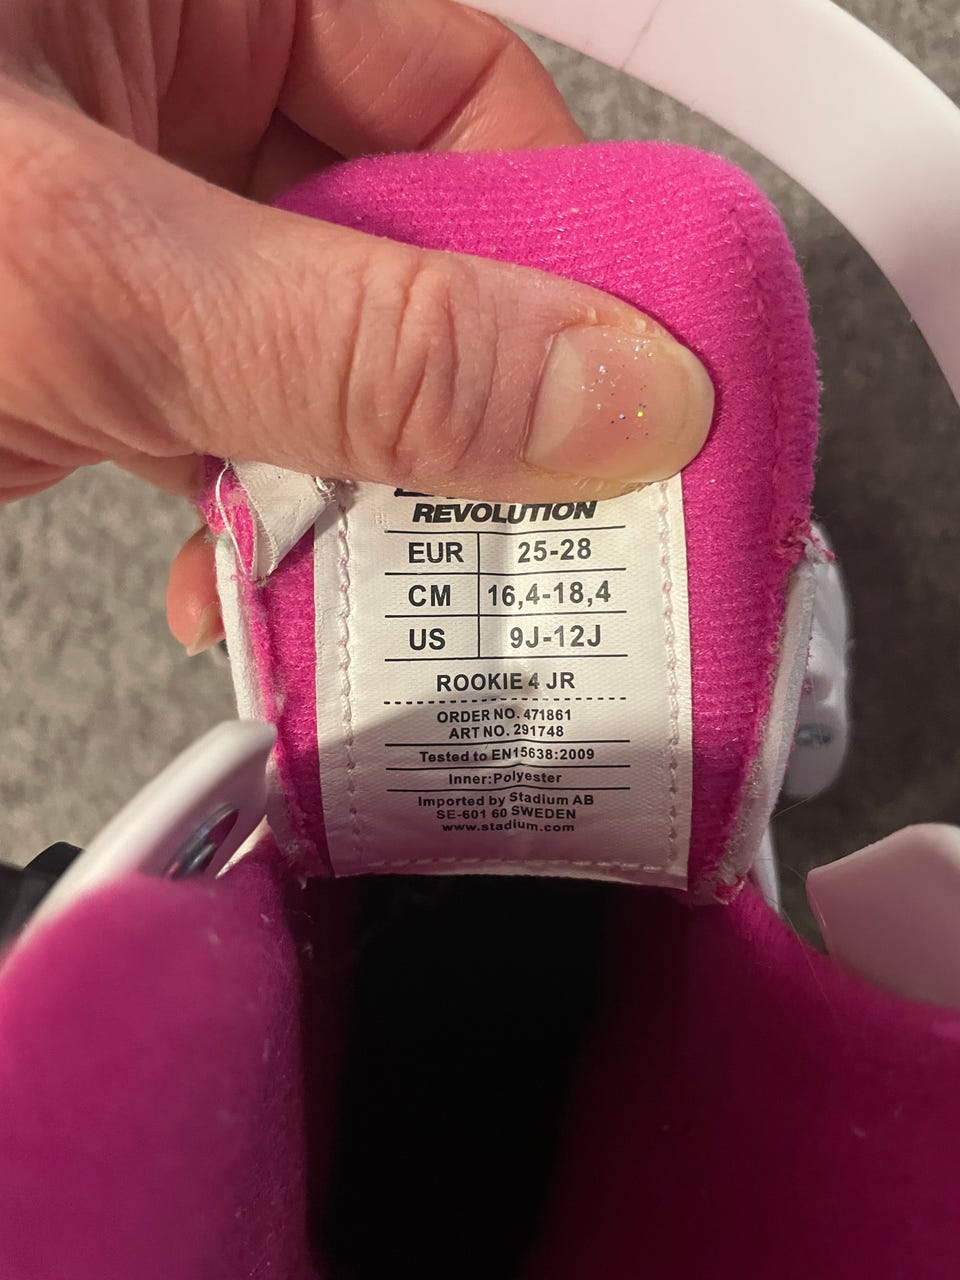 REVOLUTION
EUR 25-28
CM 16,4-18,4
US 9J-12J
ROOKIE 4 JR
ORDER NO. 471861
ART NO. 291748
Tested to EN15638:2009
Inner:Polyester
Imported by Stadium AB
SE-601 60 SWEDEN
www.stadium.com